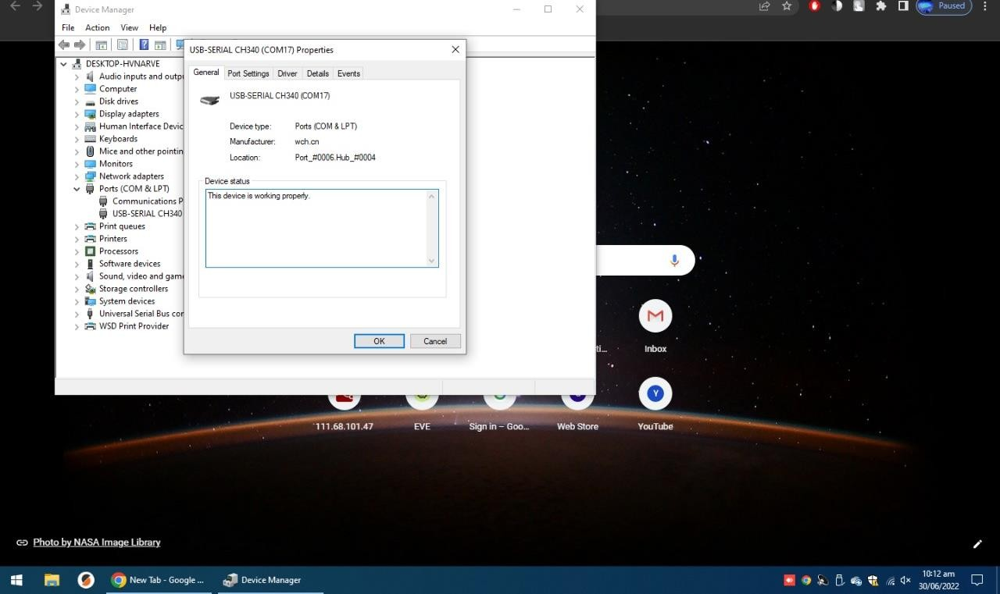 Device Manager
Paused
File Action View Help
USB-SERIAL CH340 (COM17) Properties
DESKTOP-HVNARVE
General Port Settings Driver Details Events
Audio inputs and outpu
Computer
USB-SERIAL CH340 (COM17)
Disk drives
Display adapters
Human Interface Devic
Device type: Ports (COM & LPT)
Keyboards
Manufacturer: wch.cn
Mice and other pointin
Location: Port_#0006.Hub_#0004
Monitors
Network adapters
Device status
Ports (COM & LPT)
This device is working properly.
Communications P
USB-SERIAL CH340
Print queues
Printers
Processors
Software devices
Sound, video and game
Storage controllers
System devices
Universal Serial Bus cor
WSD Print Provider
OK Cancel
ti... Inbox
Y
111.68.101.47 EVE Sign in – Goo... Web Store YouTube
Photo by NASA Image Library
New Tab - Google ... Device Manager
10:12 am
30/06/2022